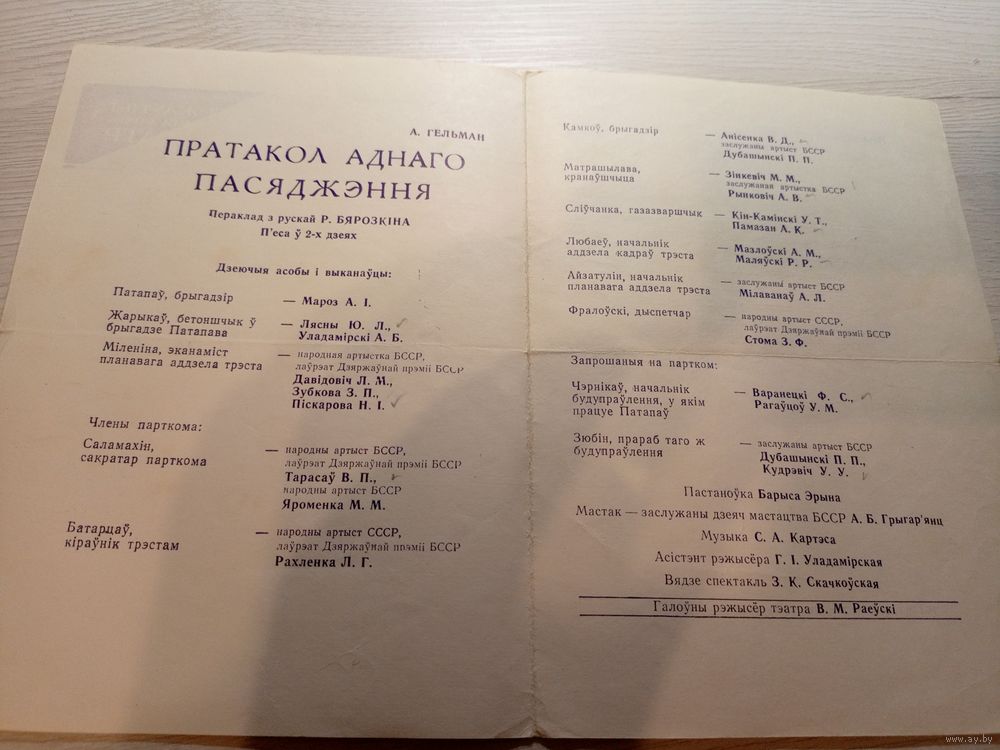 А. ГЕЛЬМАН
ПРАТАКОЛ АДНАГО
ПАСЯДЖЭННЯ
Пераклад з рускай Р. БЯРОЗКІНА
П'еса ў 2-х дзеях
Дзеючыя асобы і выканаўцы:
Патапаў, брыгадзір — Мароз А. І.
Жарыкаў, бетоншчык ў — Лясны Ю. Л.,
брыгадзе Патапава Уладамірскі А. Б.
Міленіна, эканаміст — народная артыстка БССР,
планавага аддзела трэста лаўрэат Дзяржаўнай прэміі БССР
Давідовіч Л. М.,
Зубкова З. П.,
Піскарова Н. І.
Члены парткома:
Саламахін, — народны артыст БССР,
сакратар парткома лаўрэат Дзяржаўнай прэміі БССР
Тарасаў В. П.,
народны артыст БССР
Яроменка М. М.
Батарцаў, — народны артыст СССР,
кіраўнік трэстам лаўрэат Дзяржаўнай прэміі БССР
Рахленка Л. Г.
Камкоў, брыгадзір — Анісенка В. Д.,
заслужаны артыст БССР
Дубашынскі П. П.
Матрашылава, — Зінкевіч М. М.,
кранаўшчыца заслужаная артыстка БССР
Рынковіч А. В.
Сліўчанка, газазваршчык — Кін-Камінскі У. Т.,
Памазан А. К.
Любаеў, начальнік — Мазлоўскі А. М.,
аддзела кадраў трэста Маляўскі Р. Р.
Айзатулін, начальнік — заслужаны артыст БССР
планавага аддзела трэста Мілаванаў А. Л.
Фралоўскі, дыспетчар — народны артыст СССР,
лаўрэат Дзяржаўнай прэміі БССР
Стома З. Ф.
Запрошаныя на партком:
Чэрнікаў, начальнік — Варанецкі Ф. С.,
будупраўлення, у якім Рагаўцоў У. М.
працуе Патапаў
Зюбін, прараб таго ж — заслужаны артыст БССР
будупраўлення Дубашынскі П. П.,
Кудрэвіч У. У.
Пастаноўка Барыса Эрына
Мастак — заслужаны дзеяч мастацтва БССР А. Б. Грыгар'янц
Музыка С. А. Картэса
Асістэнт рэжысёра Г. І. Уладамірская
Вядзе спектакль З. К. Скачкоўская
Галоўны рэжысёр тэатра В. М. Раеўскі
www.ay.by